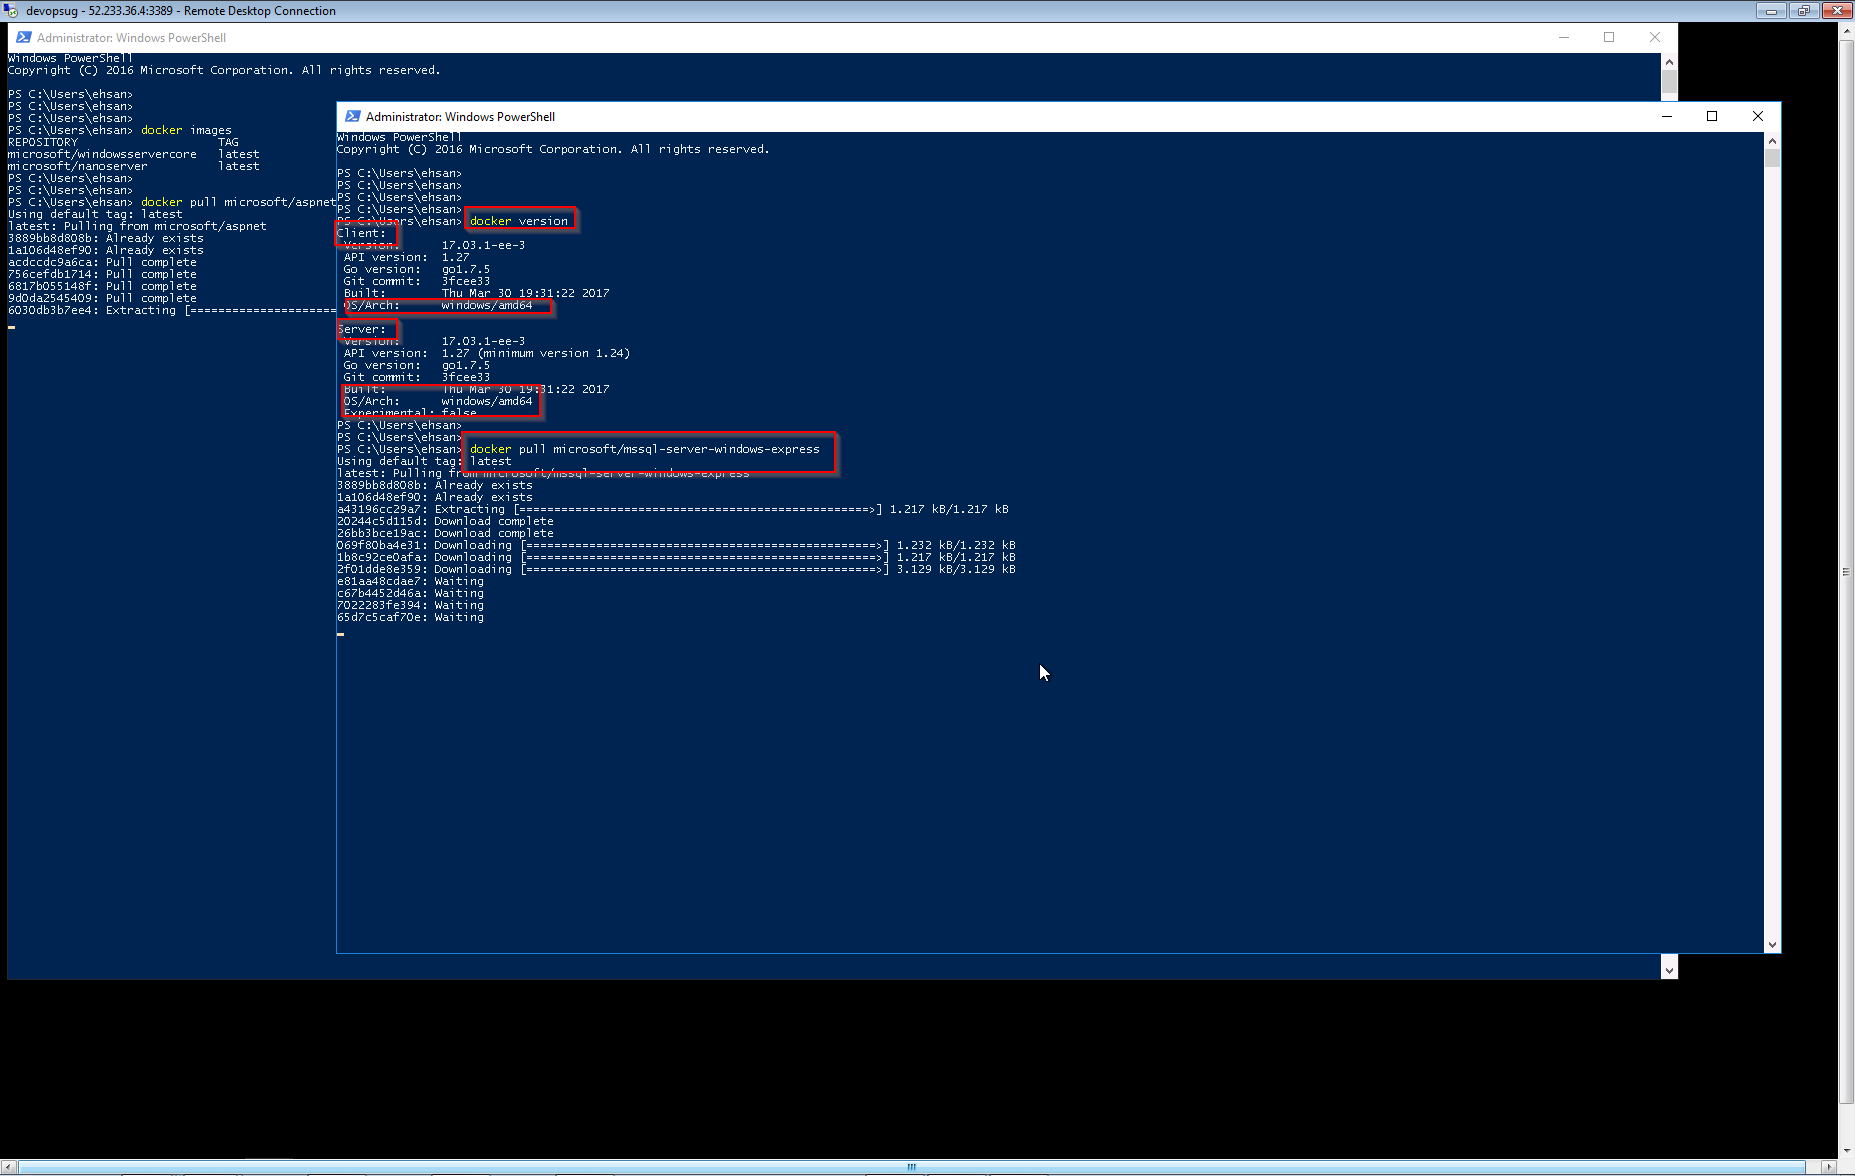 devopsug - 52.233.36.4:3389 - Remote Desktop Connection
Administrator: Windows PowerShell
Windows PowerShell
Copyright (C) 2016 Microsoft Corporation. All rights reserved.
PS C:\Users\ehsan>
PS C:\Users\ehsan>
PS C:\Users\ehsan>
PS C:\Users\ehsan> docker images
REPOSITORY                    TAG
microsoft/windowsservercore   latest
microsoft/nanoserver          latest
PS C:\Users\ehsan>
PS C:\Users\ehsan>
PS C:\Users\ehsan> docker pull microsoft/aspnet
Using default tag: latest
latest: Pulling from microsoft/aspnet
3889bb8d808b: Already exists
1a106d48ef90: Already exists
acdccdc9a6ca: Pull complete
756cefdb1714: Pull complete
6817b055148f: Pull complete
9d0da2545409: Pull complete
6030db3b7ee4: Extracting [=====================
Administrator: Windows PowerShell
Windows PowerShell
Copyright (C) 2016 Microsoft Corporation. All rights reserved.
PS C:\Users\ehsan>
PS C:\Users\ehsan>
PS C:\Users\ehsan>
PS C:\Users\ehsan>
PS C:\Users\ehsan> docker version
Client:
 Version:      17.03.1-ee-3
 API version:  1.27
 Go version:   go1.7.5
 Git commit:   3fcee33
 Built:        Thu Mar 30 19:31:22 2017
 OS/Arch:      windows/amd64
Server:
 Version:      17.03.1-ee-3
 API version:  1.27 (minimum version 1.24)
 Go version:   go1.7.5
 Git commit:   3fcee33
 Built:        Thu Mar 30 19:31:22 2017
 OS/Arch:      windows/amd64
 Experimental: false
PS C:\Users\ehsan>
PS C:\Users\ehsan>
PS C:\Users\ehsan> docker pull microsoft/mssql-server-windows-express
Using default tag: latest
latest: Pulling from microsoft/mssql-server-windows-express
3889bb8d808b: Already exists
1a106d48ef90: Already exists
a43196cc29a7: Extracting [==================================================>] 1.217 kB/1.217 kB
20244c5d115d: Download complete
26bb3bce19ac: Download complete
069f80ba4e31: Downloading [==================================================>] 1.232 kB/1.232 kB
1b8c92ce0afa: Downloading [==================================================>] 1.217 kB/1.217 kB
2f01dde8e359: Downloading [==================================================>] 3.129 kB/3.129 kB
e81aa48cdae7: Waiting
c67b4452d46a: Waiting
7022283fe394: Waiting
65d7c5caf70e: Waiting